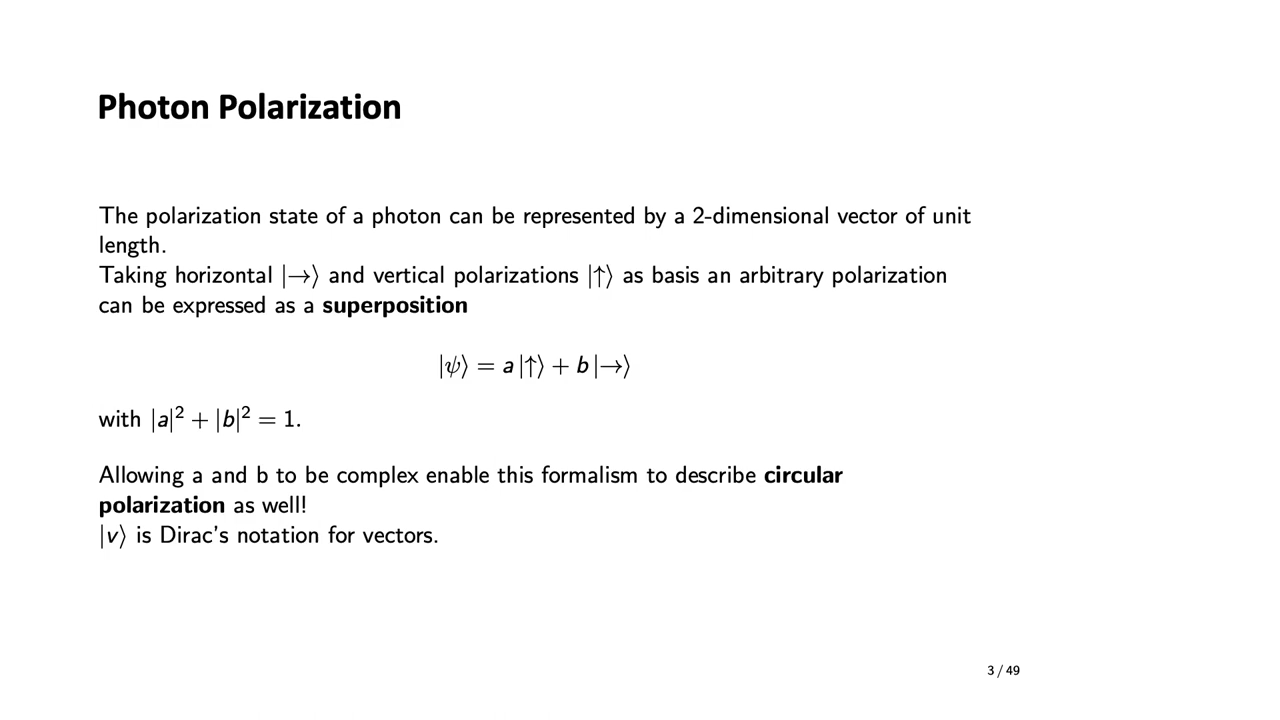 Photon Polarization
The polarization state of a photon can be represented by a 2-dimensional vector of unit
length.
Taking horizontal |→⟩ and vertical polarizations |↑⟩ as basis an arbitrary polarization
can be expressed as a superposition
|ψ⟩ = a|↑⟩ + b|→⟩
with |a|² + |b|² = 1.
Allowing a and b to be complex enable this formalism to describe circular
polarization as well!
|v⟩ is Dirac's notation for vectors.
3 / 49